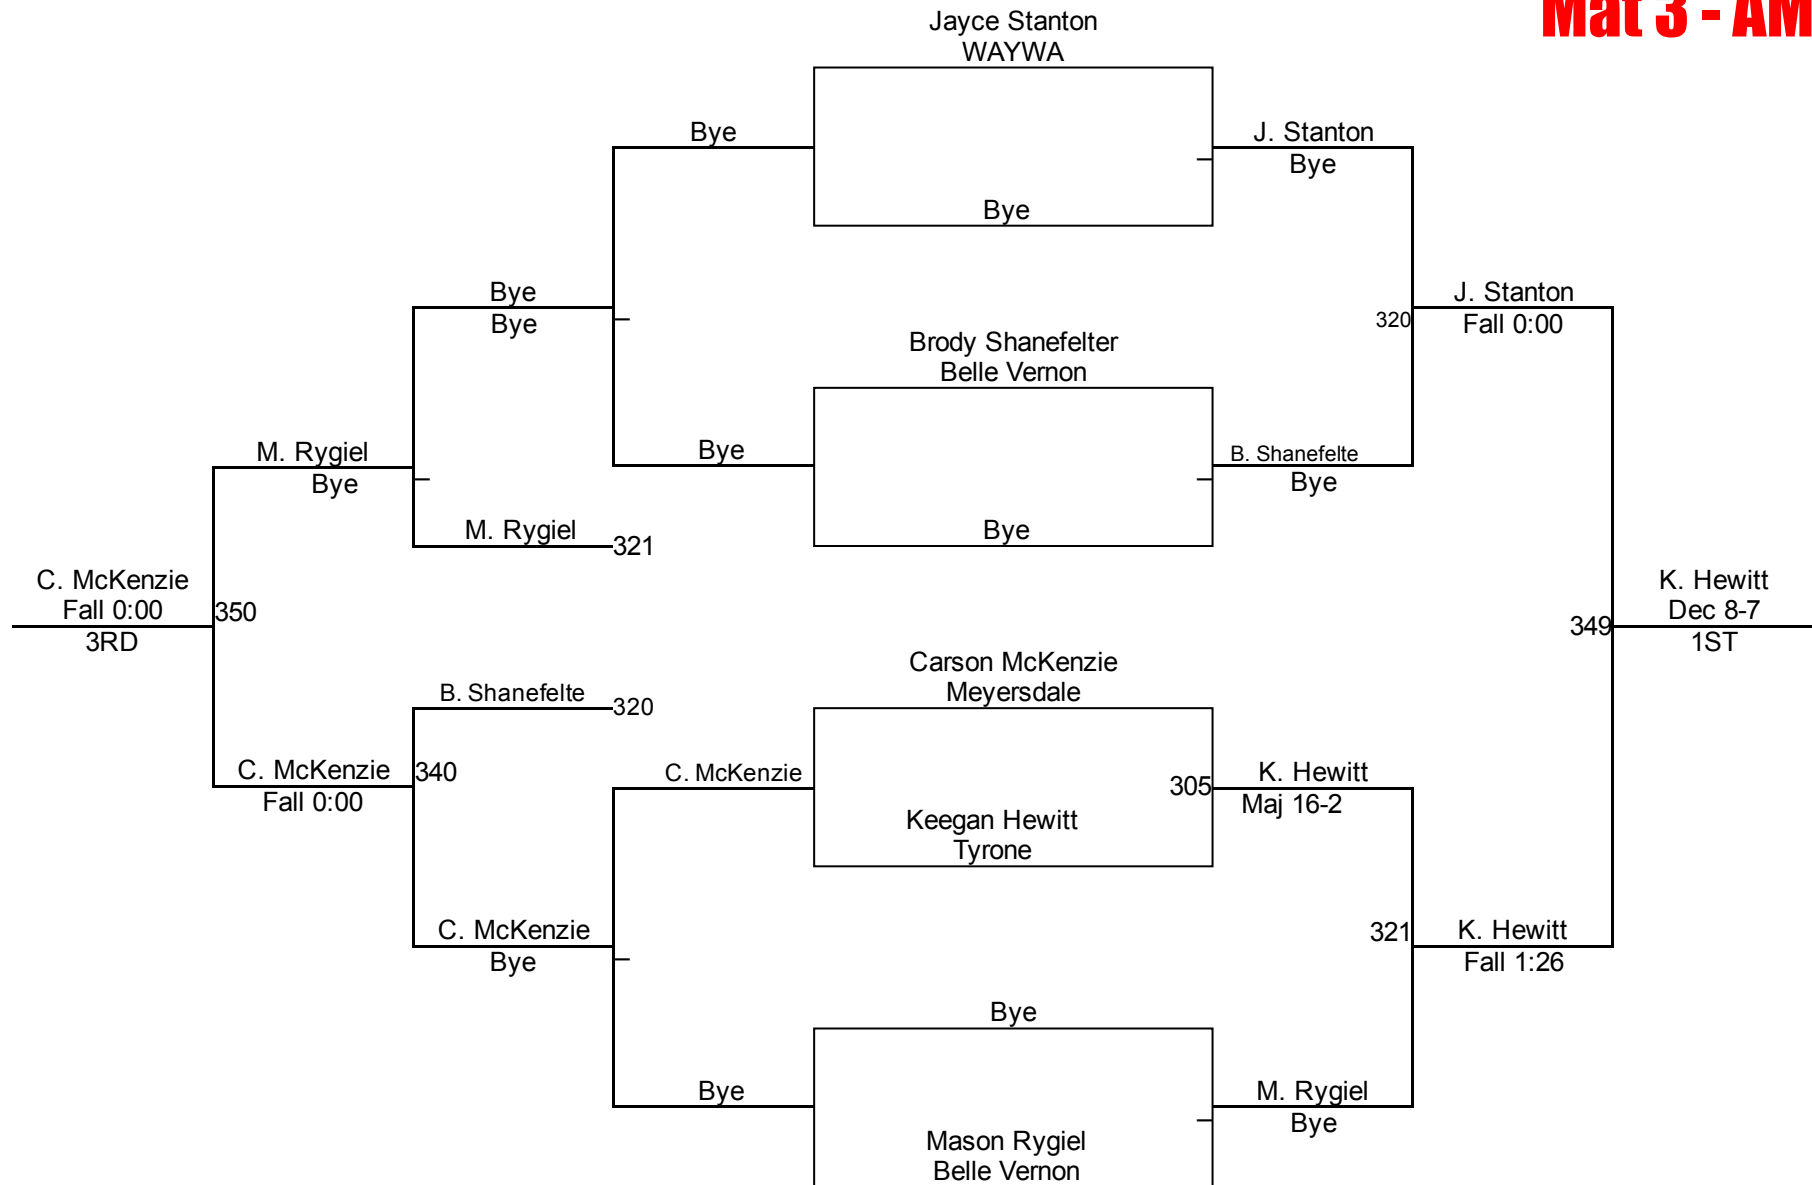 Mat 3 - AM
Jayce Stanton
WAYWA
Bye
J. Stanton
Bye
Bye
Bye
Bye
J. Stanton
320
Fall 0:00
Brody Shanefelter
Belle Vernon
M. Rygiel
Bye
Bye
B. Shanefelte
Bye
M. Rygiel
321
Bye
C. McKenzie
Fall 0:00
350
3RD
K. Hewitt
Dec 8-7
349
1ST
Carson McKenzie
Meyersdale
B. Shanefelte
320
C. McKenzie
340
Fall 0:00
C. McKenzie
305
K. Hewitt
Maj 16-2
Keegan Hewitt
Tyrone
C. McKenzie
Bye
321
K. Hewitt
Fall 1:26
Bye
Bye
M. Rygiel
Bye
Mason Rygiel
Belle Vernon